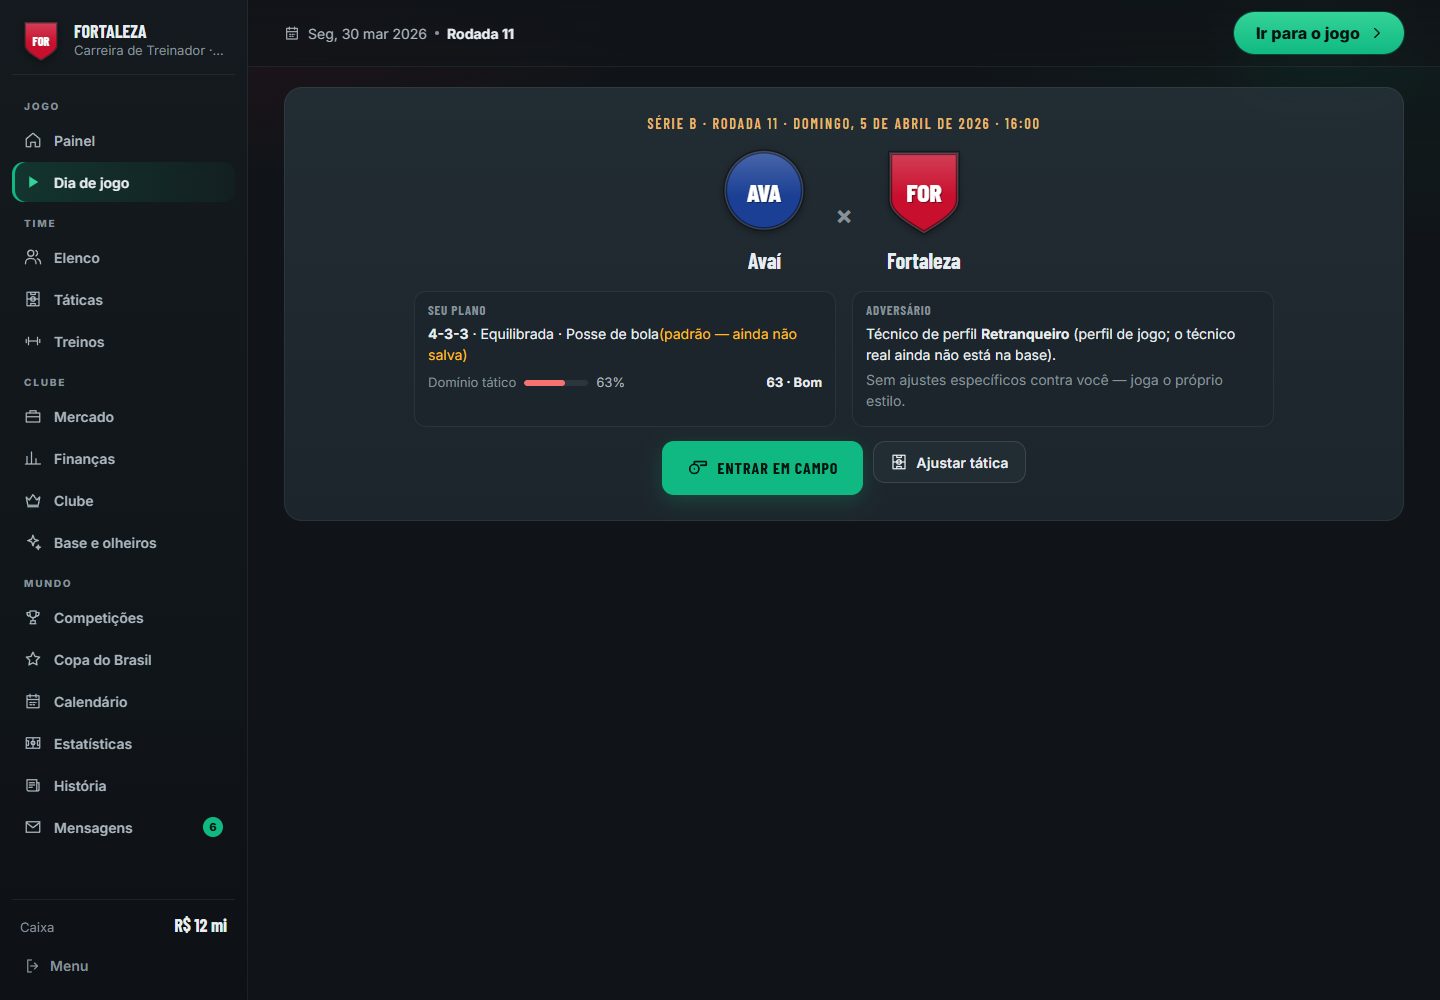 FOR
FORTALEZA
Carreira de Treinador ·...
JOGO
Painel
Dia de jogo
TIME
Elenco
Táticas
Treinos
CLUBE
Mercado
Finanças
Clube
Base e olheiros
MUNDO
Competições
Copa do Brasil
Calendário
Estatísticas
História
Mensagens 6
Caixa R$ 12 mi
Menu
Seg, 30 mar 2026 • Rodada 11
Ir para o jogo
SÉRIE B · RODADA 11 · DOMINGO, 5 DE ABRIL DE 2026 · 16:00
AVA × FOR
Avaí Fortaleza
SEU PLANO
4-3-3 · Equilibrada · Posse de bola(padrão — ainda não
salva)
Domínio tático 63% 63 · Bom
ADVERSÁRIO
Técnico de perfil Retranqueiro (perfil de jogo; o técnico
real ainda não está na base).
Sem ajustes específicos contra você — joga o próprio
estilo.
ENTRAR EM CAMPO
Ajustar tática